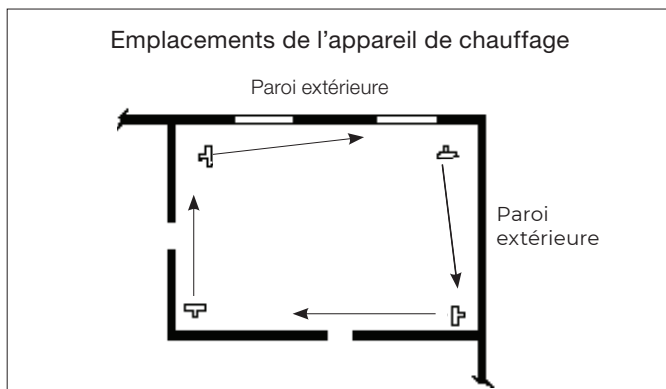 Emplacements de l’appareil de chauffage
Paroi extérieure
Paroi
extérieure